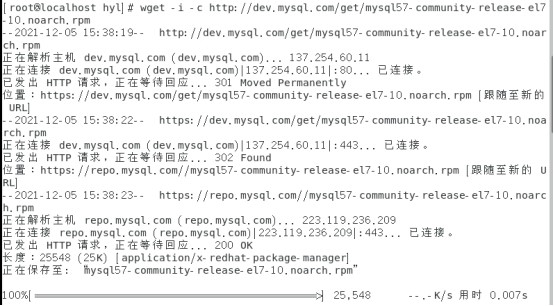 [root@localhost hyl]# wget -i -c http://dev.mysql.com/get/mysql57-community-release-el7
-10.noarch.rpm
--2021-12-05 15:38:19--  http://dev.mysql.com/get/mysql57-community-release-el7-10.noar
ch.rpm
正在解析主机 dev.mysql.com (dev.mysql.com)... 137.254.60.11
正在连接 dev.mysql.com (dev.mysql.com)|137.254.60.11|:80... 已连接。
已发出 HTTP 请求，正在等待回应... 301 Moved Permanently
位置：https://dev.mysql.com/get/mysql57-community-release-el7-10.noarch.rpm [跟随至新的
 URL]
--2021-12-05 15:38:22--  https://dev.mysql.com/get/mysql57-community-release-el7-10.noa
rch.rpm
正在连接 dev.mysql.com (dev.mysql.com)|137.254.60.11|:443... 已连接。
已发出 HTTP 请求，正在等待回应... 302 Found
位置：https://repo.mysql.com//mysql57-community-release-el7-10.noarch.rpm [跟随至新的 U
RL]
--2021-12-05 15:38:23--  https://repo.mysql.com//mysql57-community-release-el7-10.noarc
h.rpm
正在解析主机 repo.mysql.com (repo.mysql.com)... 223.119.236.209
正在连接 repo.mysql.com (repo.mysql.com)|223.119.236.209|:443... 已连接。
已发出 HTTP 请求，正在等待回应... 200 OK
长度：25548 (25K) [application/x-redhat-package-manager]
正在保存至: “mysql57-community-release-el7-10.noarch.rpm”
100%[======================================>] 25,548      --.-K/s 用时 0.007s